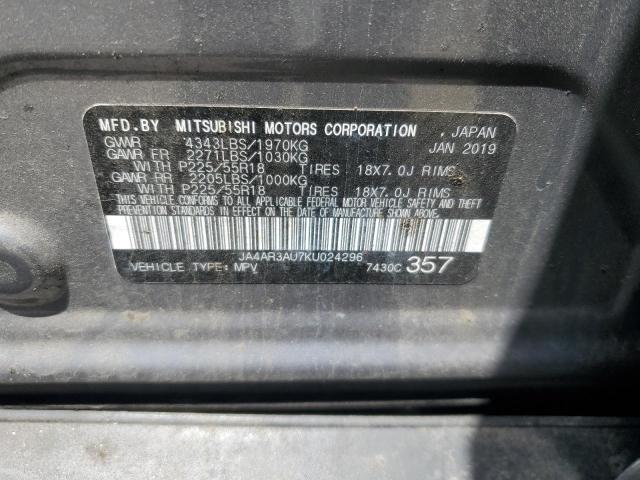 MFD.BY MITSUBISHI MOTORS CORPORATION , JAPAN
GVWR 4343LBS/1970KG JAN 2019
GAWR FR 2271LBS/1030KG
WITH P225/55R18 TIRES 18X7.0J RIMS
GAWR RR 2205LBS/1000KG
WITH P225/55R18 TIRES 18X7.0J RIMS
THIS VEHICLE CONFORMS TO ALL APPLICABLE FEDERAL MOTOR VEHICLE SAFETY AND THEFT
PREVENTION STANDARDS IN EFFECT ON THE DATE OF MANUFACTURE SHOWN ABOVE.
JA4AR3AU7KU024296
VEHICLE TYPE: MPV 7430C 357